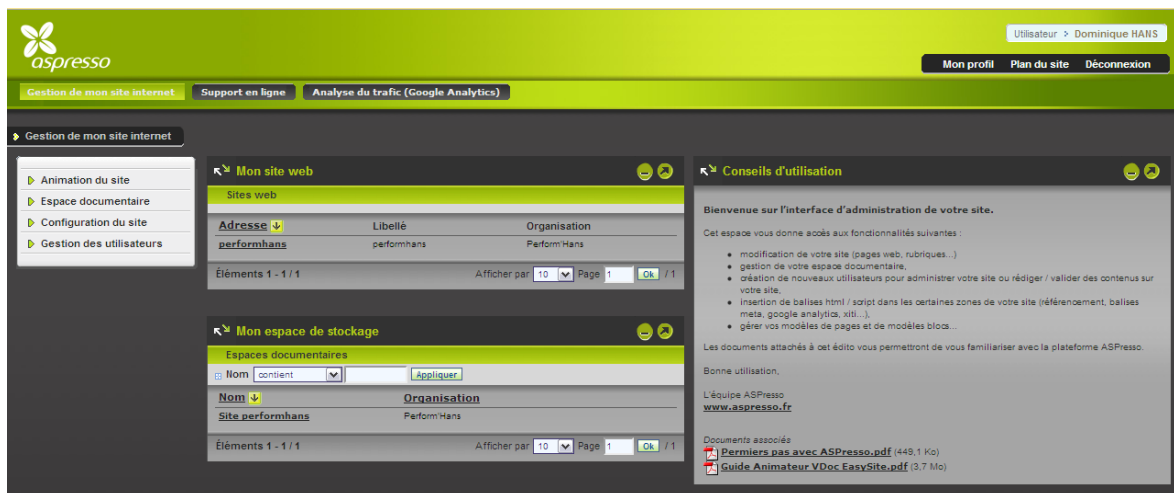 aspresso
Utilisateur > Dominique HANS
Mon profil Plan du site Déconnexion
Gestion de mon site internet Support en ligne Analyse du trafic (Google Analytics)
Gestion de mon site internet
Animation du site
Espace documentaire
Configuration du site
Gestion des utilisateurs
Mon site web
Sites web
Adresse Libellé Organisation
performhans performhans Perform'Hans
Éléments 1 - 1 / 1 Afficher par 10 Page 1 Ok / 1
Mon espace de stockage
Espaces documentaires
Nom contient Appliquer
Nom Organisation
Site performhans Perform'Hans
Éléments 1 - 1 / 1 Afficher par 10 Page 1 Ok / 1
Conseils d'utilisation
Bienvenue sur l'interface d'administration de votre site.
Cet espace vous donne accès aux fonctionnalités suivantes :
• modification de votre site (pages web, rubriques...)
• gestion de votre espace documentaire,
• création de nouveaux utilisateurs pour administrer votre site ou rédiger / valider des contenus sur
votre site,
• insertion de balises html / script dans les certaines zones de votre site (référencement, balises
meta, google analytics, xiti...),
• gérer vos modèles de pages et de modèles blocs...
Les documents attachés à cet édito vous permettront de vous familiariser avec la plateforme ASPresso.
Bonne utilisation,
L'équipe ASPresso
www.aspresso.fr
Documents associés
Permiers pas avec ASPresso.pdf (449,1 Ko)
Guide Animateur VDoc EasySite.pdf (3,7 Mo)